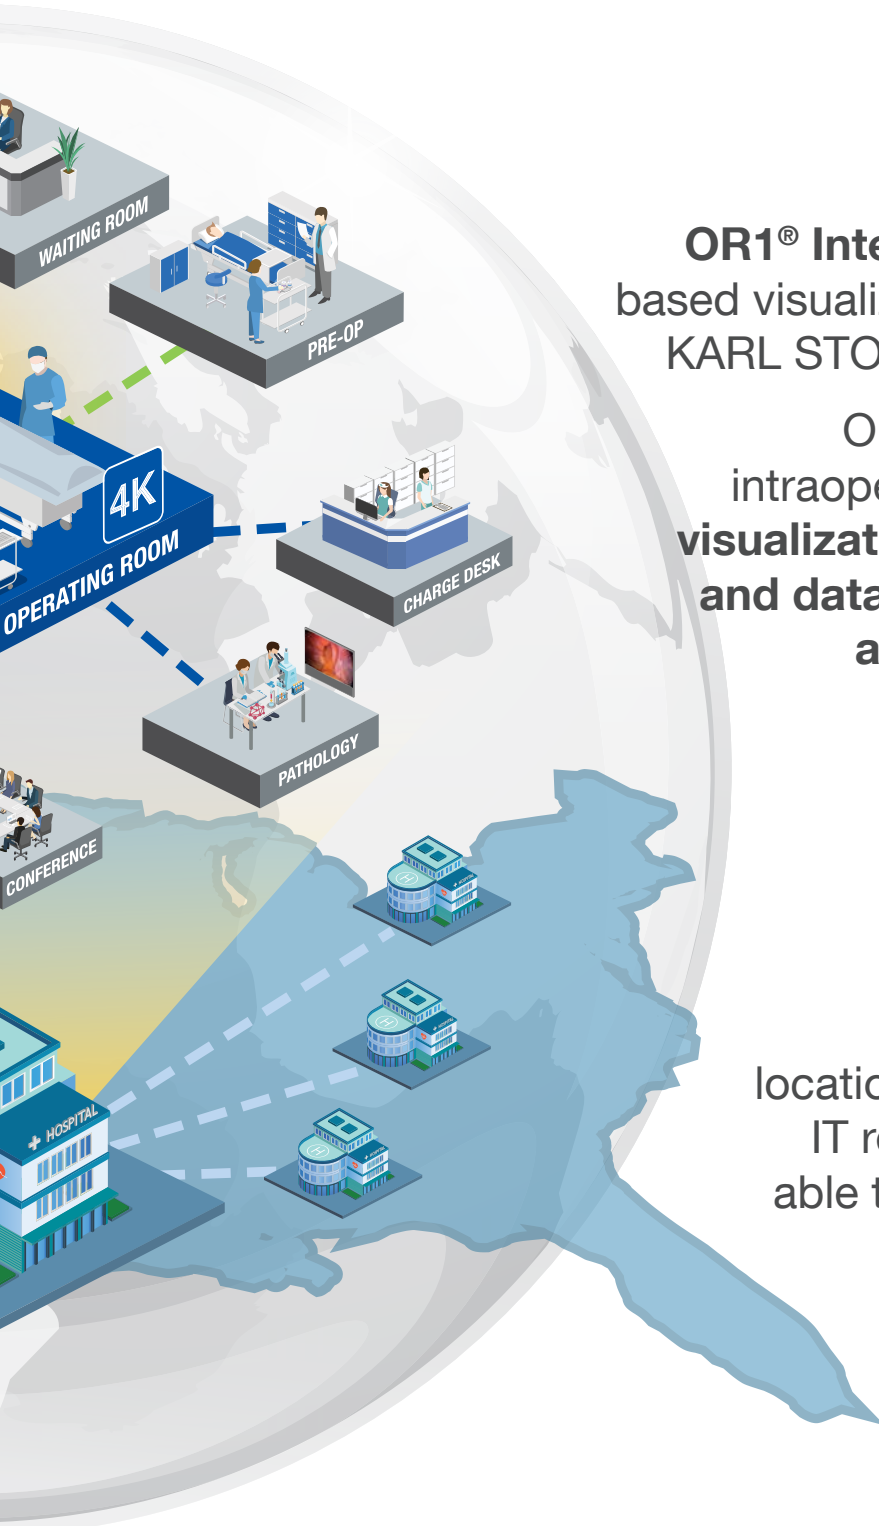 WAITING ROOM
PRE-OP
4K
OPERATING ROOM
CHARGE DESK
PATHOLOGY
CONFERENCE
H
H
H
HOSPITAL
OR1® Inte
based visuali
KARL STO
O
intraope
visualizat
and data
a
locatio
IT re
able t